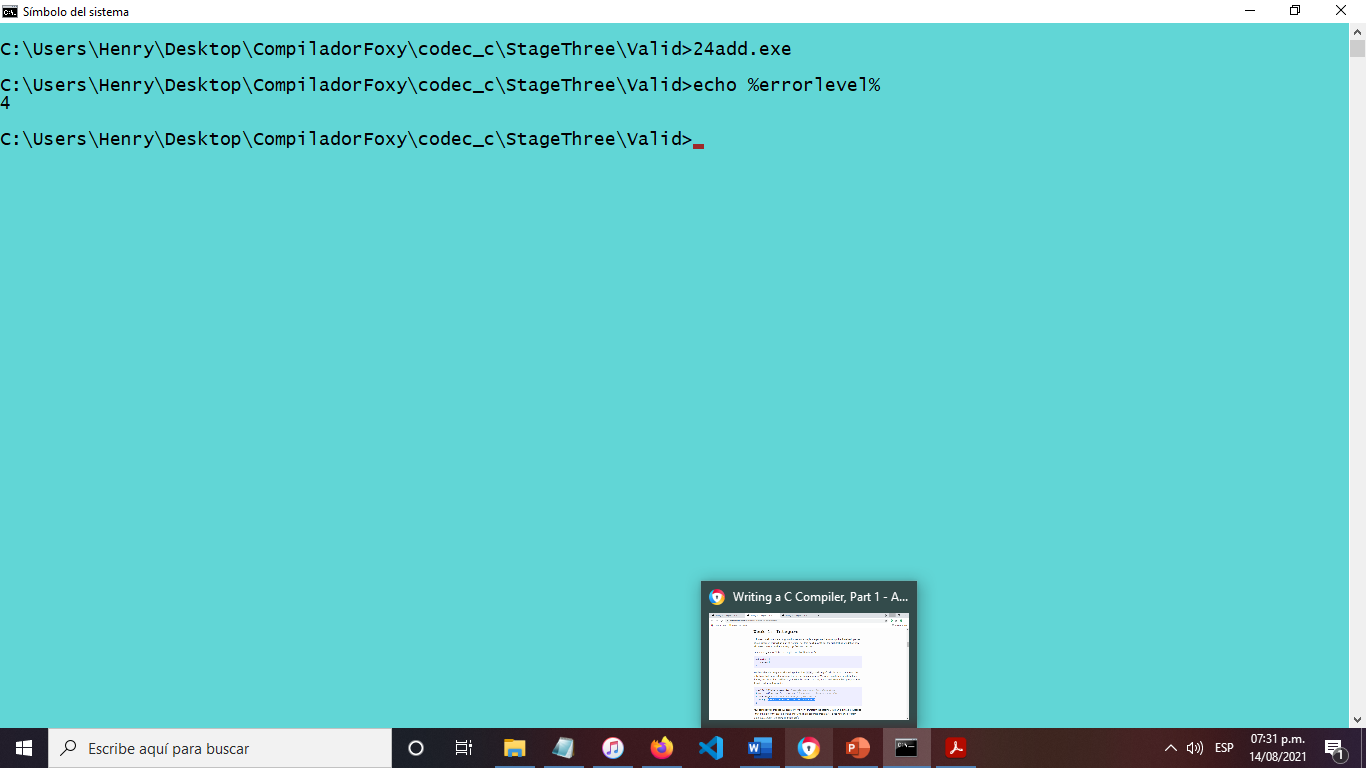 Símbolo del sistema
C:\Users\Henry\Desktop\CompiladorFoxy\codec_c\StageThree\Valid>24add.exe
C:\Users\Henry\Desktop\CompiladorFoxy\codec_c\StageThree\Valid>echo %errorlevel%
4
C:\Users\Henry\Desktop\CompiladorFoxy\codec_c\StageThree\Valid>
Writing a C Compiler, Part 1 - A...
Escribe aquí para buscar
ESP
07:31 p.m.
14/08/2021
1